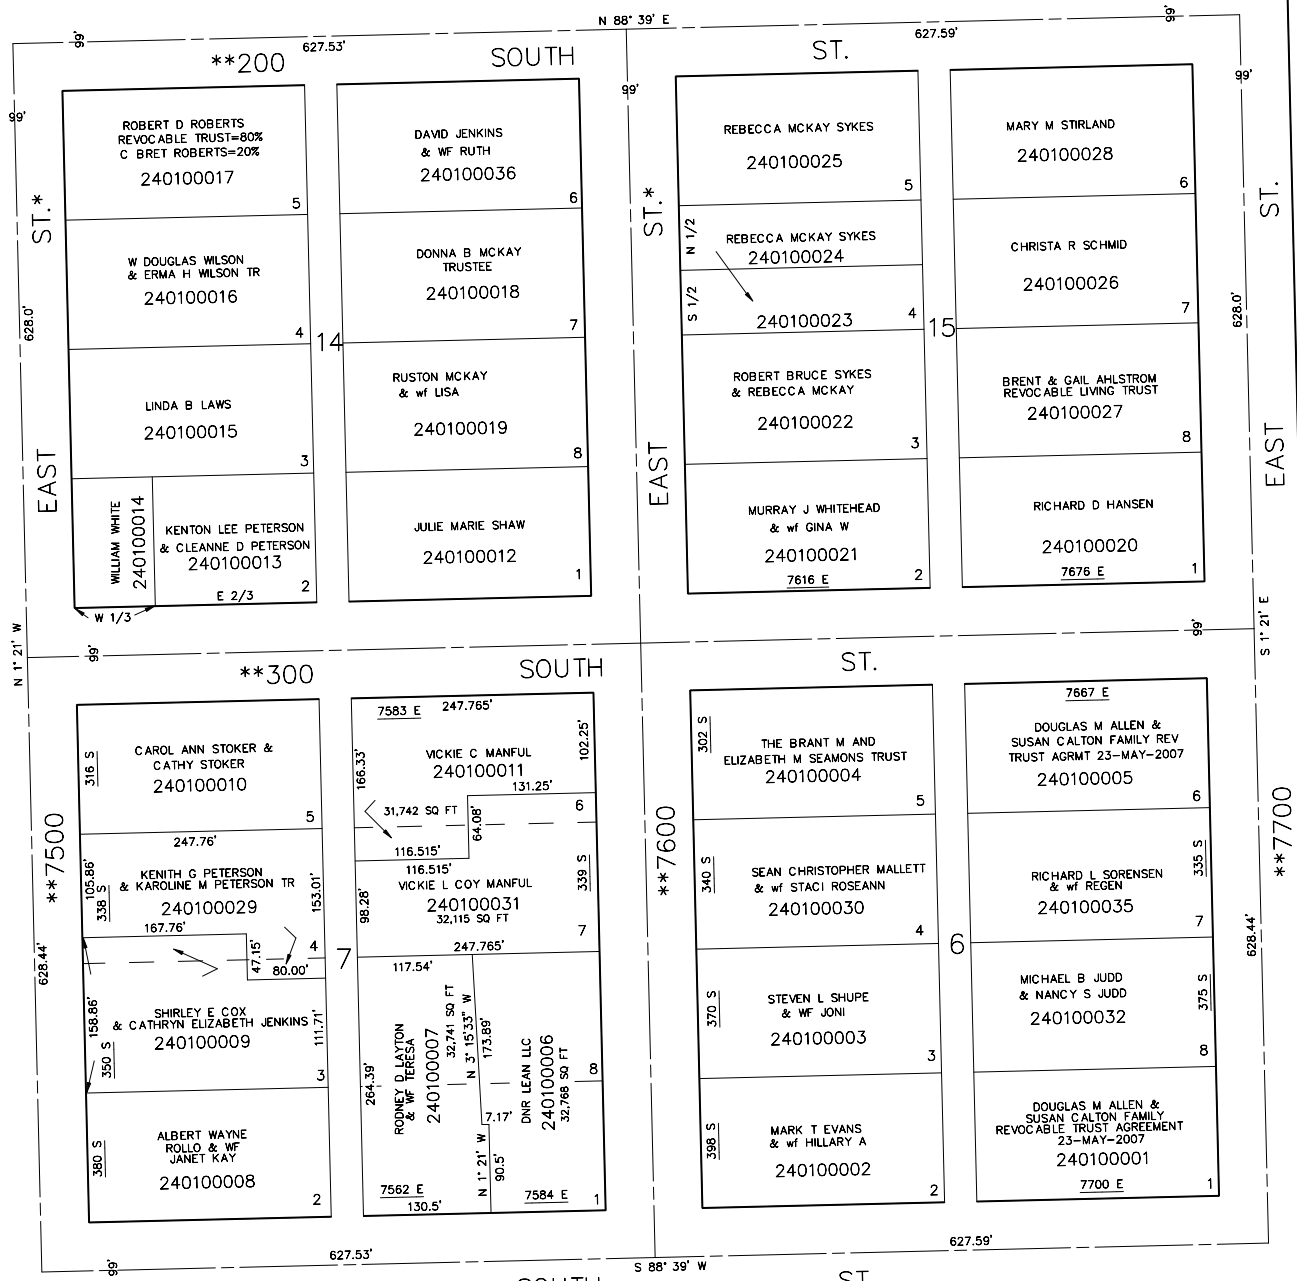 N 88° 39' E
99'
627.53'
627.59'
99'
**200 SOUTH ST.
99'
99'
99'
ROBERT D ROBERTS
REVOCABLE TRUST=80%
C BRET ROBERTS=20%
240100017
5
DAVID JENKINS
& WF RUTH
240100036
6
REBECCA MCKAY SYKES
240100025
5
MARY M STIRLAND
240100028
6
ST.*
ST.*
ST.
W DOUGLAS WILSON
& ERMA H WILSON TR
240100016
4
DONNA B MCKAY
TRUSTEE
240100018
7
N 1/2
REBECCA MCKAY SYKES
240100024
S 1/2
240100023
4
CHRISTA R SCHMID
240100026
7
628.0'
14
15
628.0'
LINDA B LAWS
240100015
3
RUSTON MCKAY
& wf LISA
240100019
8
ROBERT BRUCE SYKES
& REBECCA MCKAY
240100022
3
BRENT & GAIL AHLSTROM
REVOCABLE LIVING TRUST
240100027
8
EAST
EAST
EAST
WILLIAM WHITE
240100014
KENTON LEE PETERSON
& CLEANNE D PETERSON
240100013
E 2/3
2
W 1/3
JULIE MARIE SHAW
240100012
1
MURRAY J WHITEHEAD
& wf GINA W
240100021
7616 E
2
RICHARD D HANSEN
240100020
7676 E
1
N 1° 21' W
S 1° 21' E
99'
99'
**300 SOUTH ST.
316 S
CAROL ANN STOKER &
CATHY STOKER
240100010
5
7583 E
247.765'
166.33'
102.25'
VICKIE C MANFUL
240100011
131.25'
6
31,742 SQ FT
64.08'
116.515'
302 S
THE BRANT M AND
ELIZABETH M SEAMONS TRUST
240100004
5
7667 E
DOUGLAS M ALLEN &
SUSAN CALTON FAMILY REV
TRUST AGRMT 23-MAY-2007
240100005
6
**7500
**7600
**7700
247.76'
105.86'
338 S
KENITH G PETERSON
& KAROLINE M PETERSON TR
240100029
153.01'
167.76'
47.15'
80.00'
4
116.515'
98.28'
VICKIE L COY MANFUL
240100031
32,115 SQ FT
339 S
247.765'
7
340 S
SEAN CHRISTOPHER MALLETT
& wf STACI ROSEANN
240100030
4
RICHARD L SORENSEN
& wf REGEN
240100035
335 S
7
628.44'
7
6
628.44'
158.86'
350 S
SHIRLEY E COX
& CATHRYN ELIZABETH JENKINS
240100009
111.71'
3
117.54'
264.39'
RODNEY D LAYTON
& WF TERESA
240100007
32,741 SQ FT
N 3° 15'33" W
173.89'
7.17'
N 1° 21' W
90.5'
7562 E
130.5'
DNR LEAN LLC
240100006
32,768 SQ FT
8
7584 E
1
370 S
STEVEN L SHUPE
& WF JONI
240100003
3
MICHAEL B JUDD
& NANCY S JUDD
240100032
375 S
8
380 S
ALBERT WAYNE
ROLLO & WF
JANET KAY
240100008
2
398 S
MARK T EVANS
& wf HILLARY A
240100002
2
DOUGLAS M ALLEN &
SUSAN CALTON FAMILY
REVOCABLE TRUST AGREEMENT
23-MAY-2007
240100001
7700 E
1
99'
627.53'
627.59'
S 88° 39' W
SOUTH ST.